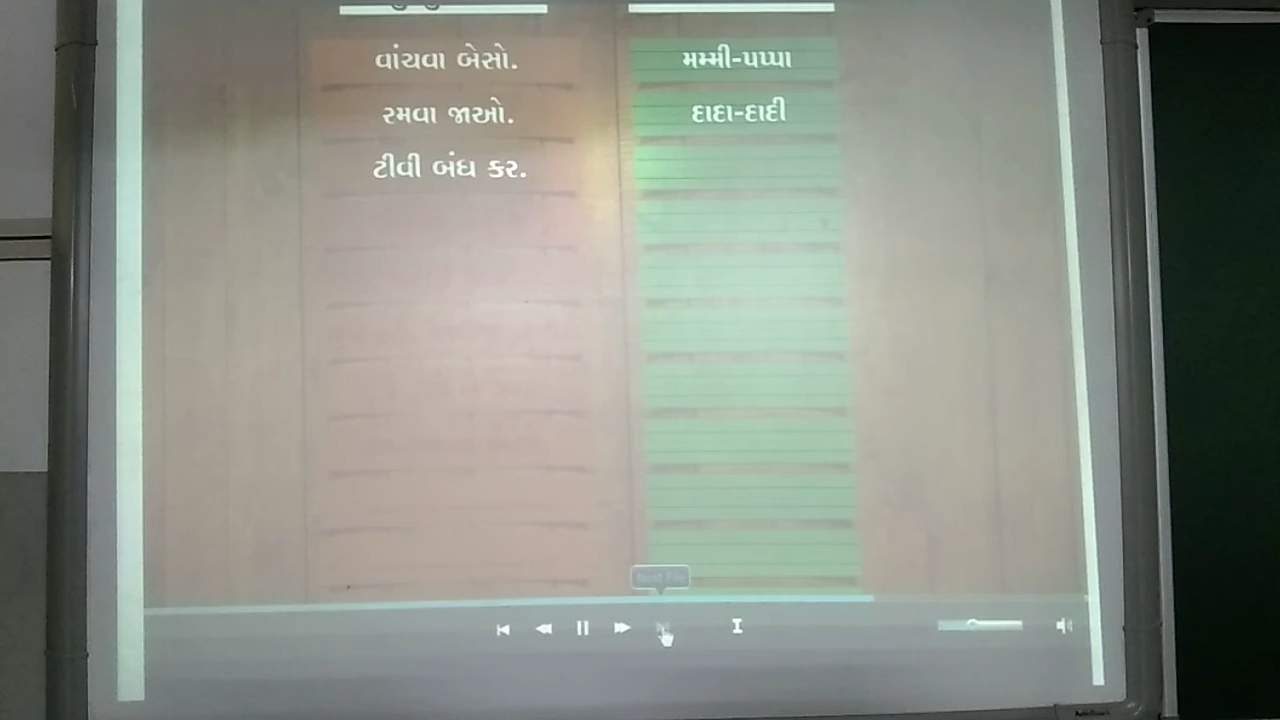 વાંચવા બેસો.
રમવા જાઓ.
ટીવી બંધ કર.
મમ્મી-પપ્પા
દાદા-દાદી